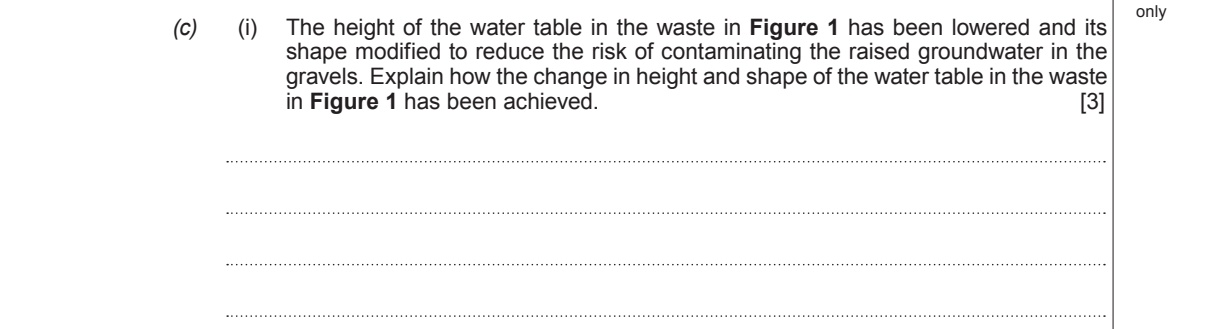 only
(c) (i) The height of the water table in the waste in Figure 1 has been lowered and its
shape modified to reduce the risk of contaminating the raised groundwater in the
gravels. Explain how the change in height and shape of the water table in the waste
in Figure 1 has been achieved. [3]